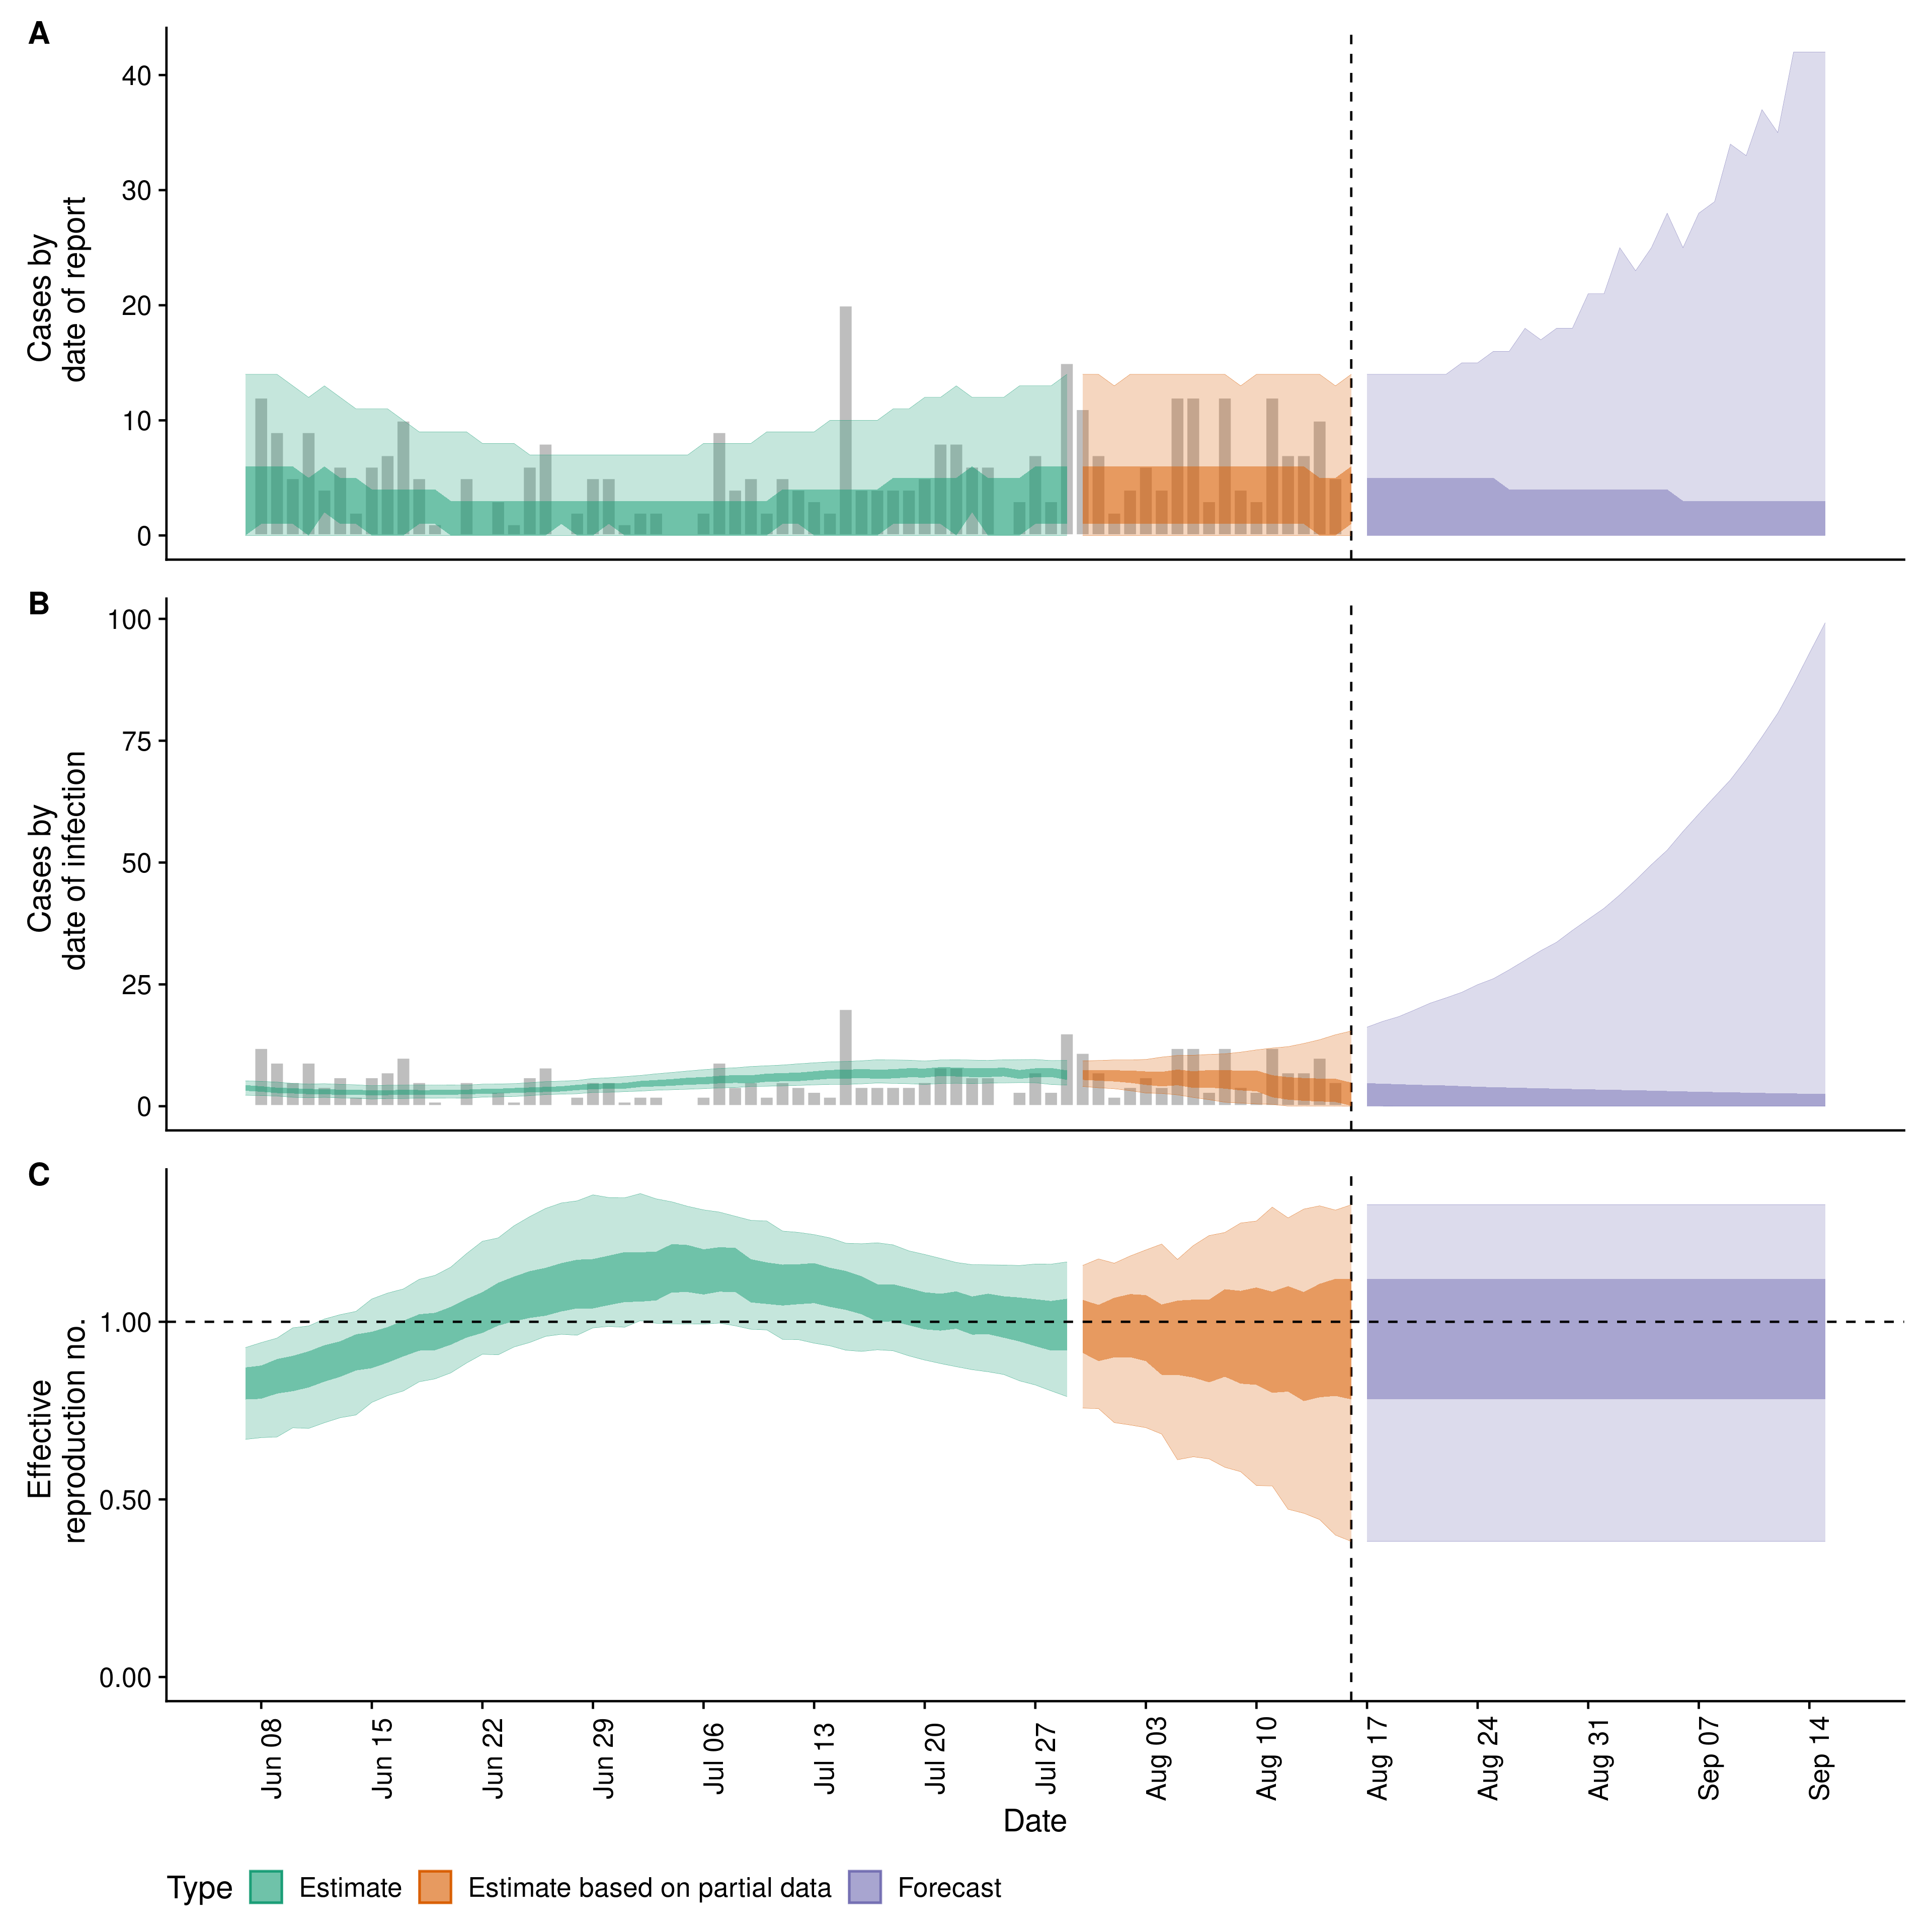 A
Cases by
date of report
40
30
20
10
0
B
Cases by
date of infection
100
75
50
25
0
C
Effective
reproduction no.
1.00
0.50
0.00
Jun 08
Jun 15
Jun 22
Jun 29
Jul 06
Jul 13
Jul 20
Jul 27
Aug 03
Aug 10
Aug 17
Aug 24
Aug 31
Sep 07
Sep 14
Date
Type Estimate Estimate based on partial data Forecast